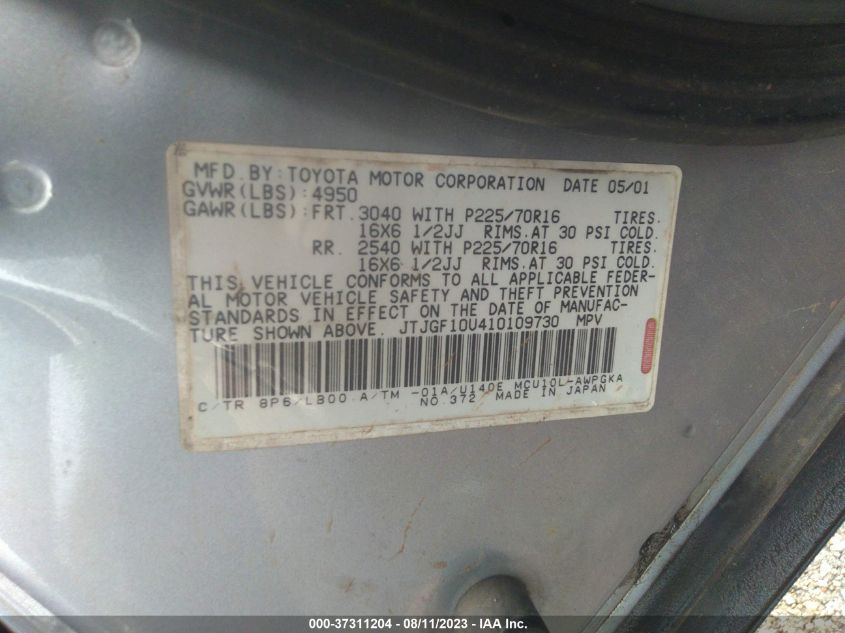 MFD.BY:TOYOTA MOTOR CORPORATION DATE 05/01
GVWR(LBS):4950
GAWR(LBS):FRT.3040 WITH P225/70R16 TIRES.
16X6 1/2JJ RIMS.AT 30 PSI COLD.
RR. 2540 WITH P225/70R16 TIRES.
16X6 1/2JJ RIMS.AT 30 PSI COLD.
THIS VEHICLE CONFORMS TO ALL APPLICABLE FEDER-
AL MOTOR VEHICLE SAFETY AND THEFT PREVENTION
STANDARDS IN EFFECT ON THE DATE OF MANUFAC-
TURE SHOWN ABOVE. JTJGF10U410109730 MPV
C/TR 8P6/LB00 A/TM -01A/U140E MCU10L-AWPGKA
NO.372 MADE IN JAPAN
000-37311204 - 08/11/2023 - IAA Inc.